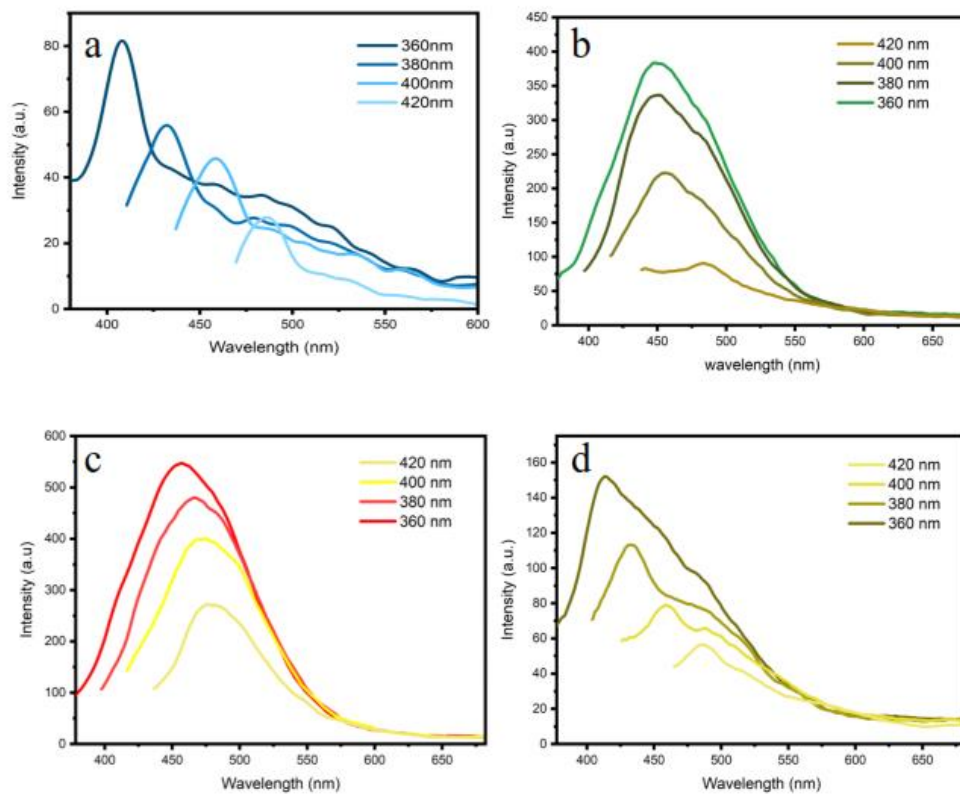 a
360nm
380nm
400nm
420nm
80
60
40
20
0
400
450
500
550
600
Intensity (a.u.)
Wavelength (nm)
b
420 nm
400 nm
380 nm
360 nm
450
400
350
300
250
200
150
100
50
0
400
450
500
550
600
650
Intensity (a.u)
wavelength (nm)
c
420 nm
400 nm
380 nm
360 nm
600
500
400
300
200
100
0
400
450
500
550
600
650
Intensity (a.u)
Wavelength (nm)
d
420 nm
400 nm
380 nm
360 nm
160
140
120
100
80
60
40
20
0
400
450
500
550
600
650
Intensity (a.u)
Wavelength (nm)